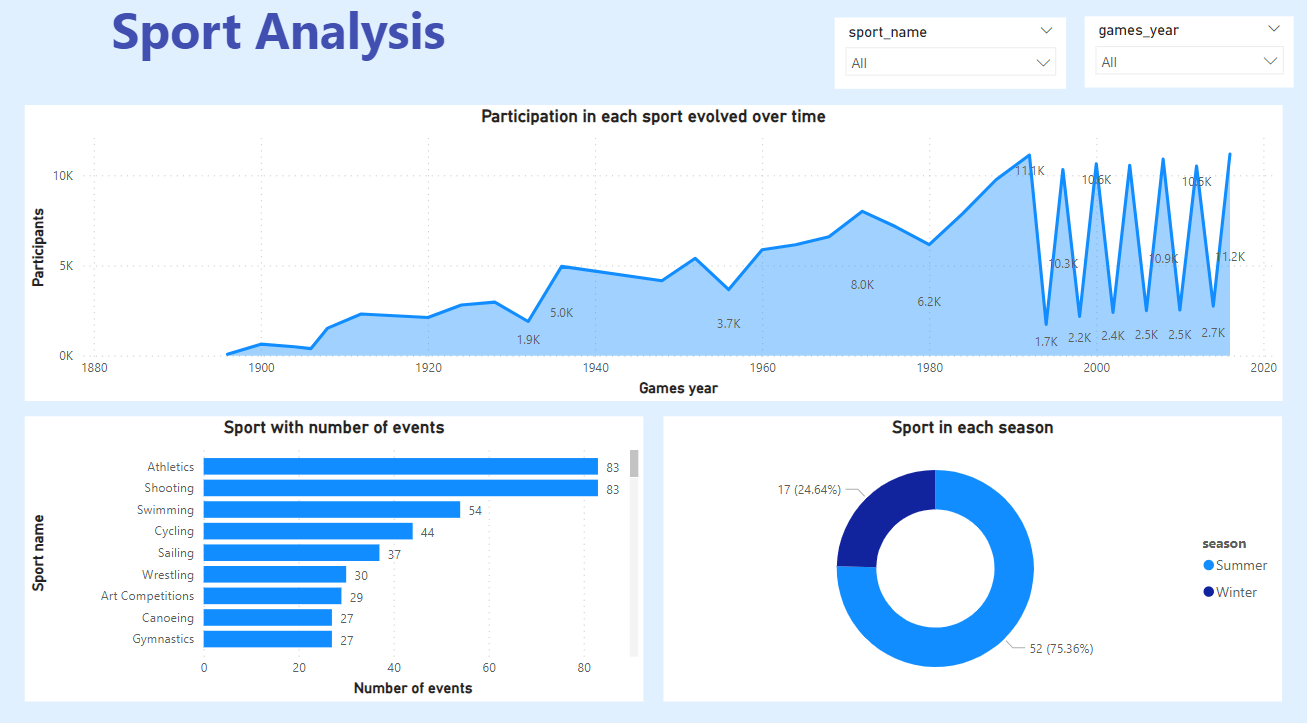 Sport Analysis
sport_name
All
games_year
All
Participation in each sport evolved over time
Participants
10K
5K
0K
1.9K
5.0K
3.7K
8.0K
6.2K
11.1K
1.7K
10.3K
2.2K
10.6K
2.4K
2.5K
10.9K
2.5K
10.5K
2.7K
11.2K
1880 1900 1920 1940 1960 1980 2000 2020
Games year
Sport with number of events
Sport name
Athletics 83
Shooting 83
Swimming 54
Cycling 44
Sailing 37
Wrestling 30
Art Competitions 29
Canoeing 27
Gymnastics 27
0 20 40 60 80
Number of events
Sport in each season
17 (24.64%)
52 (75.36%)
season
Summer
Winter